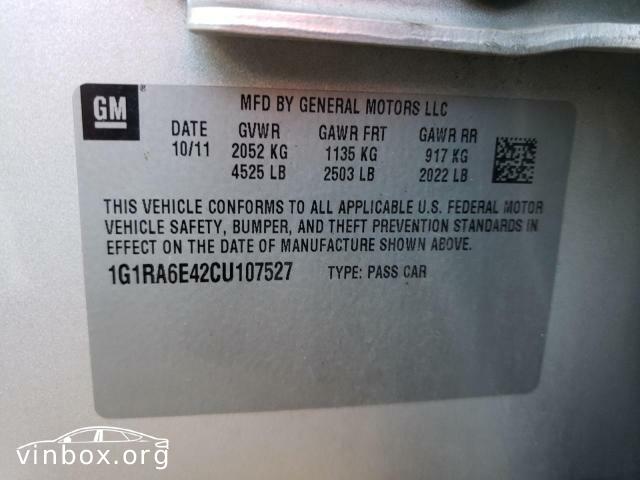 GM
MFD BY GENERAL MOTORS LLC
DATE GVWR GAWR FRT GAWR RR
10/11 2052 KG 1135 KG 917 KG
4525 LB 2503 LB 2022 LB
THIS VEHICLE CONFORMS TO ALL APPLICABLE U.S. FEDERAL MOTOR
VEHICLE SAFETY, BUMPER, AND THEFT PREVENTION STANDARDS IN
EFFECT ON THE DATE OF MANUFACTURE SHOWN ABOVE.
1G1RA6E42CU107527 TYPE: PASS CAR
vinbox.org